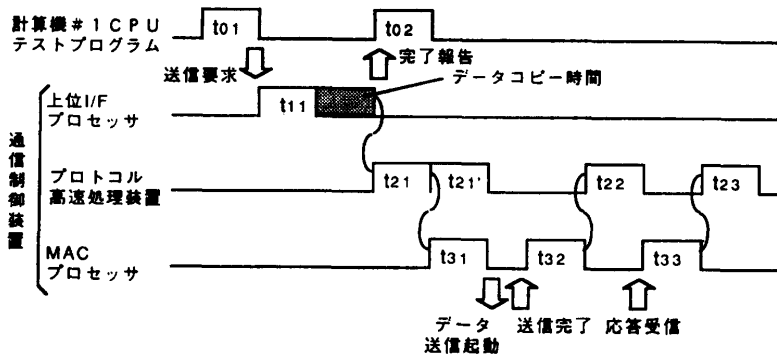 計算機＃１ＣＰＵ
テストプログラム
t01
t02
送信要求
完了報告
データコピー時間
通信制御装置
上位I/F
プロセッサ
t11
プロトコル
高速処理装置
t21
t21'
t22
t23
MAC
プロセッサ
t31
t32
t33
データ
送信起動
送信完了
応答受信